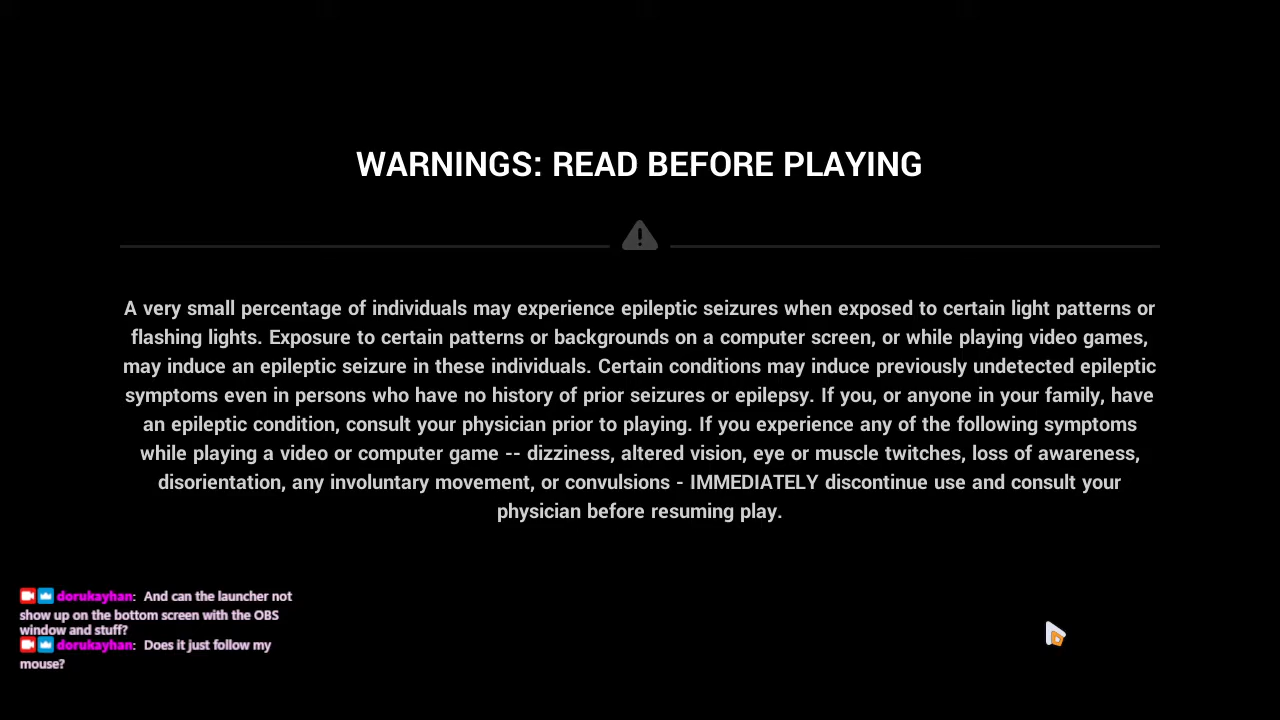 WARNINGS: READ BEFORE PLAYING
A very small percentage of individuals may experience epileptic seizures when exposed to certain light patterns or
flashing lights. Exposure to certain patterns or backgrounds on a computer screen, or while playing video games,
may induce an epileptic seizure in these individuals. Certain conditions may induce previously undetected epileptic
symptoms even in persons who have no history of prior seizures or epilepsy. If you, or anyone in your family, have
an epileptic condition, consult your physician prior to playing. If you experience any of the following symptoms
while playing a video or computer game -- dizziness, altered vision, eye or muscle twitches, loss of awareness,
disorientation, any involuntary movement, or convulsions - IMMEDIATELY discontinue use and consult your
physician before resuming play.
dorukayhan: And can the launcher not
show up on the bottom screen with the OBS
window and stuff?
dorukayhan: Does it just follow my
mouse?